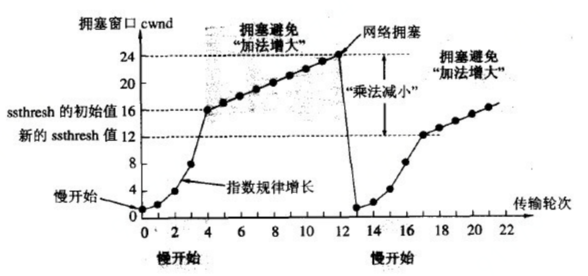 拥塞窗口 cwnd
拥塞避免
“加法增大”
网络拥塞
拥塞避免
“加法增大”
24
20
ssthresh 的初始值 16
“乘法减小”
新的 ssthresh 值 12
8
4
0
慢开始
指数规律增长
传输轮次
0 2 4 6 8 10 12 14 16 18 20 22
慢开始
慢开始